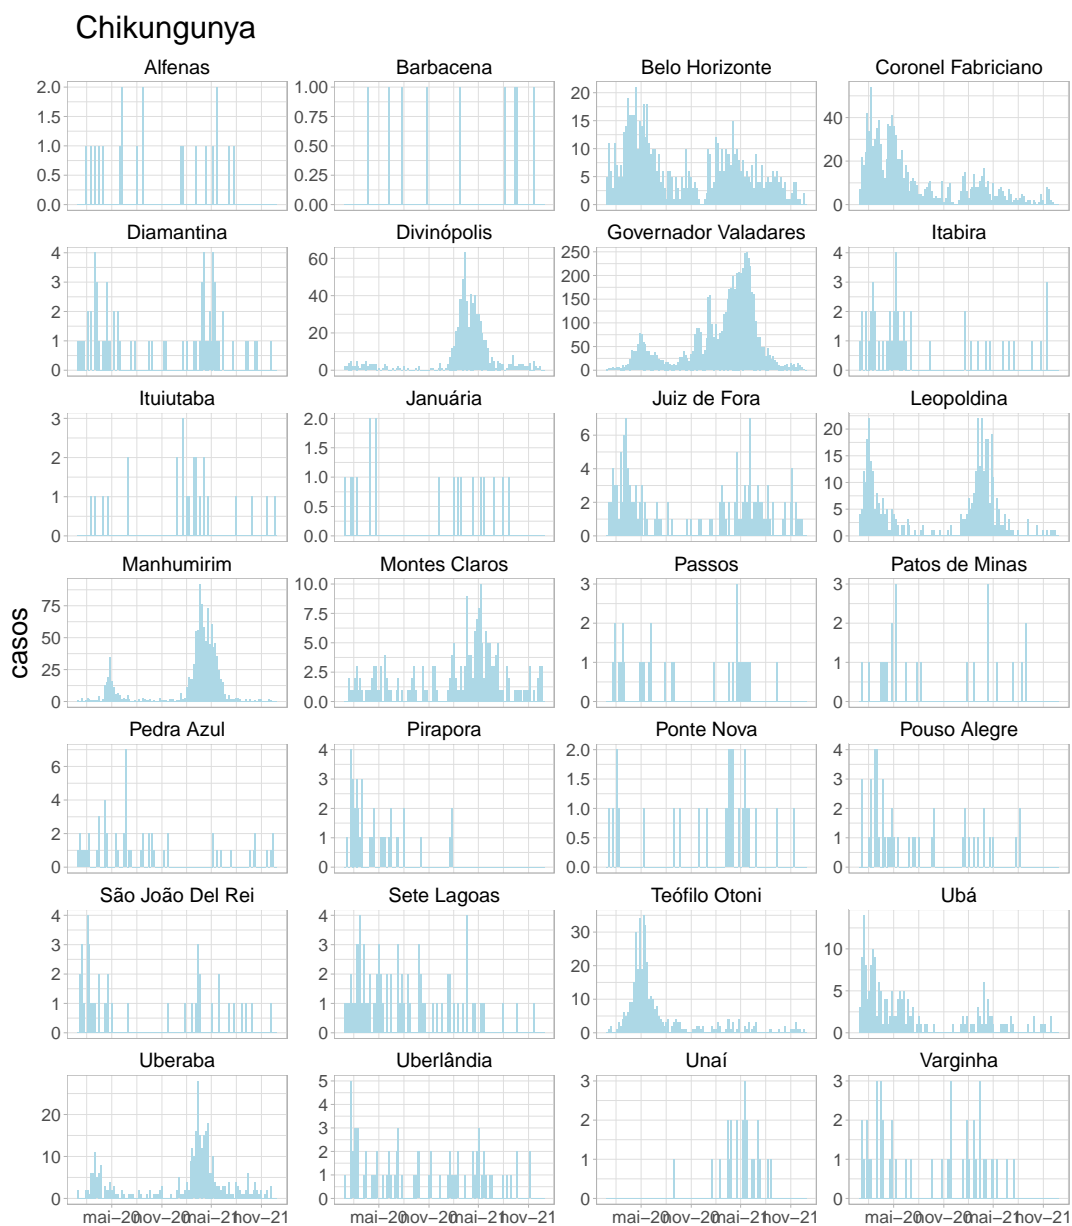 Chikungunya
Alfenas Barbacena Belo Horizonte Coronel Fabriciano
2.0 1.00 20
1.5 0.75 15 40
1.0 0.50 10 20
0.5 0.25 5
0.0 0.00 0 0
Diamantina Divinópolis Governador Valadares Itabira
4 60 250 4
3 40 200 3
2 20 150 2
1 0 100 1
0 50 0
0
Ituiutaba Januária Juiz de Fora Leopoldina
3 2.0 6 20
2 1.5 4 15
1 1.0 2 10
0 0.5 0 5
0.0 0
casos
Manhumirim Montes Claros Passos Patos de Minas
75 10.0 3 3
50 7.5 2 2
25 5.0 1 1
0 2.5 0 0
0.0
Pedra Azul Pirapora Ponte Nova Pouso Alegre
6 4 2.0 4
4 3 1.5 3
2 2 1.0 2
0 1 0.5 1
0 0.0 0
São João Del Rei Sete Lagoas Teófilo Otoni Ubá
4 4 30 10
3 3 20 5
2 2 10 0
1 1 0
0 0
Uberaba Uberlândia Unaí Varginha
20 5 3 3
10 4 2 2
0 3 1 1
2 0 0
1
0
mai−20 nov−20 mai−21 nov−21 mai−20 nov−20 mai−21 nov−21 mai−20 nov−20 mai−21 nov−21 mai−20 nov−20 mai−21 nov−21